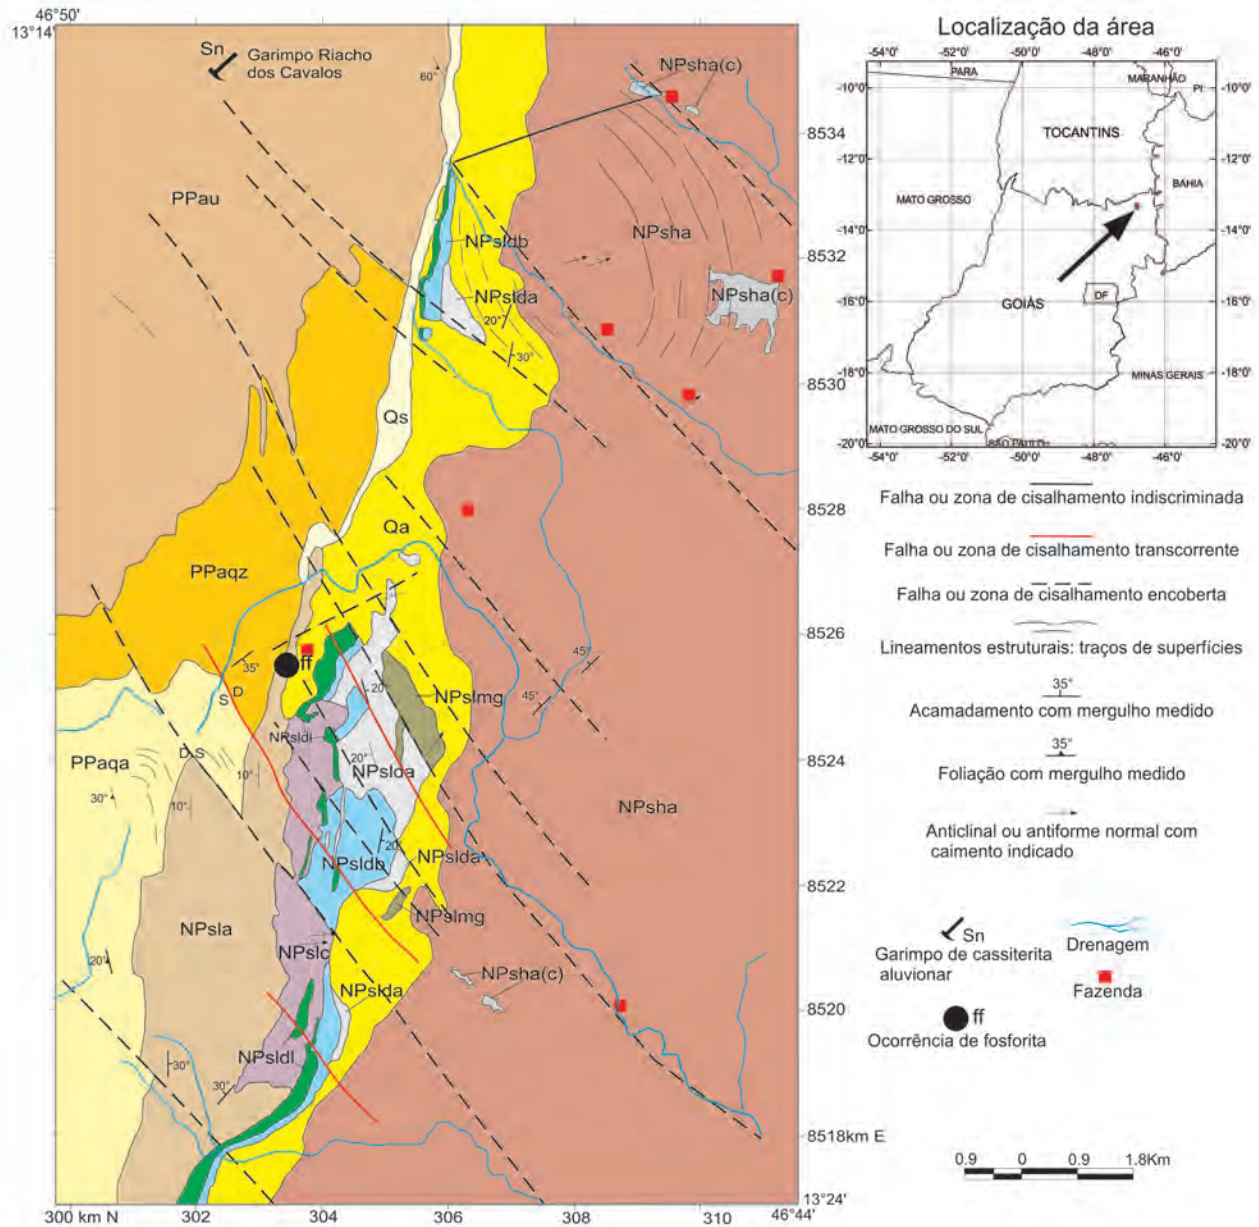 46°50'
13°14'
Sn
Garimpo Riacho
dos Cavalos
60°
NPsha(c)
8534
PPau
NPsldb
NPsha
8532
NPslda
NPsha(c)
20°
30°
8530
Qs
8528
Qa
PPaqz
8526
35°
ff
45°
S D
20°
NPslmg
45°
NPsldl
PPaqa
D S
20°
NPslda
8524
10°
30°
10°
NPsha
20°
NPsldb
NPslda
8522
NPslmg
NPsla
NPslc
20°
NPsha(c)
NPslda
8520
NPsldl
30°
30°
8518km E
13°24'
300 km N
302
304
306
308
310
46°44'
Localização da área
-54°0'
-52°0'
-50°0'
-48°0'
-46°0'
PARA
MARANHÃO
PI
-10°0'
-10°0'
TOCANTINS
-12°0'
-12°0'
BAHIA
MATO GROSSO
-14°0'
-14°0'
GOIÁS
DF
-16°0'
-16°0'
-18°0'
-18°0'
MINAS GERAIS
MATO GROSSO DO SUL
SÃO PAULO
-20°0'
-20°0'
-54°0'
-52°0'
-50°0'
-48°0'
-46°0'
Falha ou zona de cisalhamento indiscriminada
Falha ou zona de cisalhamento transcorrente
Falha ou zona de cisalhamento encoberta
Lineamentos estruturais: traços de superfícies
35°
Acamadamento com mergulho medido
35°
Foliação com mergulho medido
Anticlinal ou antiforme normal com
caimento indicado
Sn
Garimpo de cassiterita
aluvionar
Drenagem
Fazenda
ff
Ocorrência de fosforita
0.9
0
0.9
1.8Km